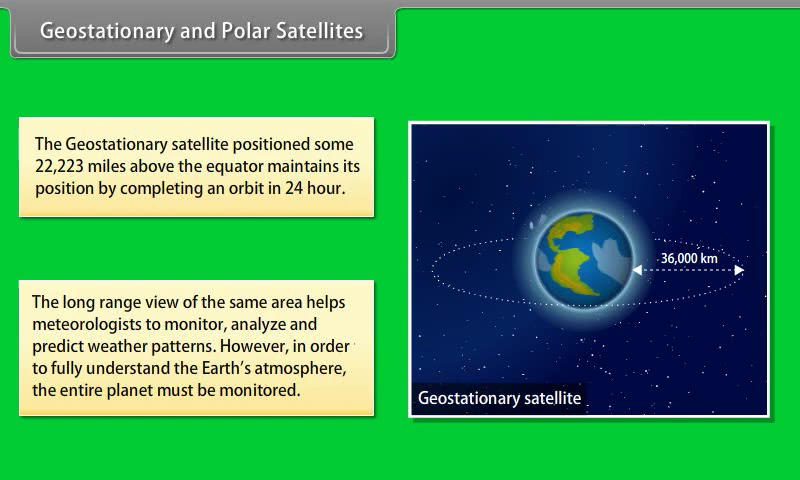 Geostationary and Polar Satellites
The Geostationary satellite positioned some
22,223 miles above the equator maintains its
position by completing an orbit in 24 hour.
The long range view of the same area helps
meteorologists to monitor, analyze and
predict weather patterns. However, in order
to fully understand the Earth's atmosphere,
the entire planet must be monitored.
36,000 km
Geostationary satellite